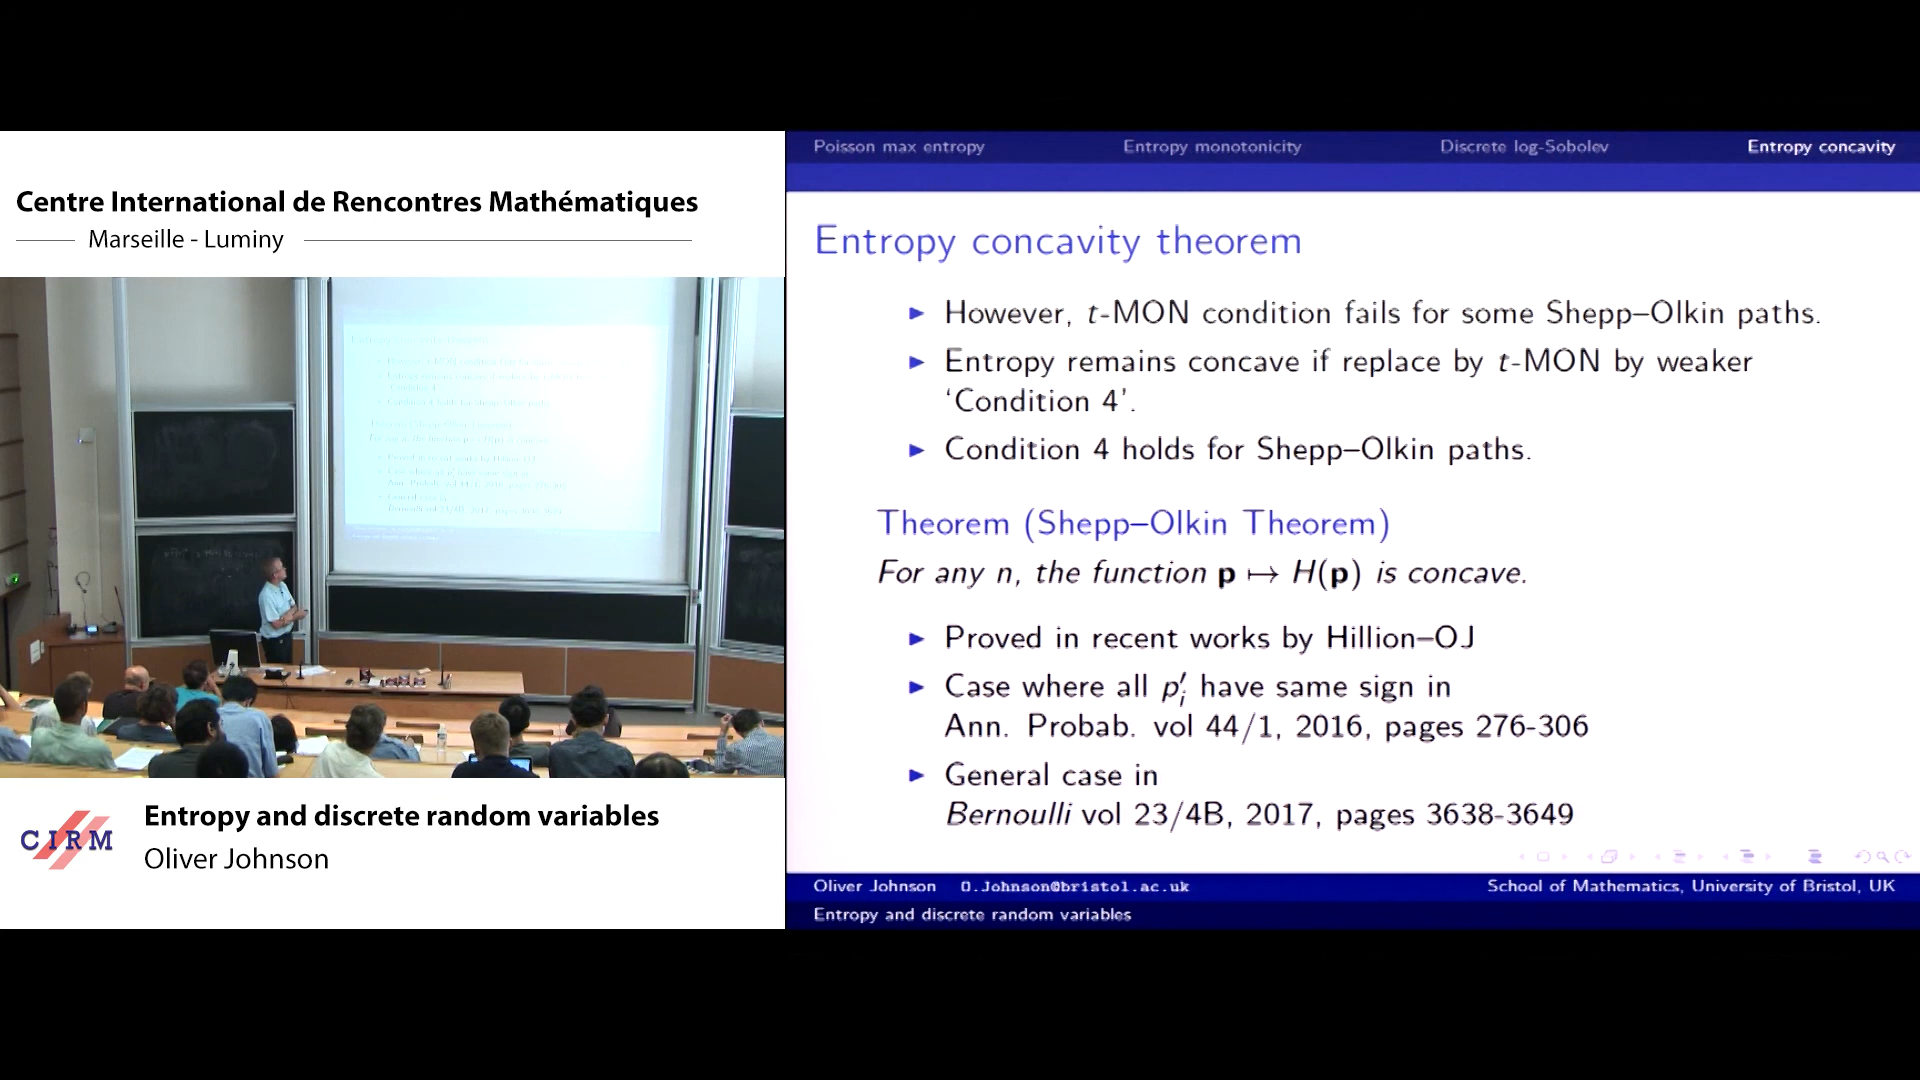 Centre International de Rencontres Mathématiques
Marseille - Luminy
CIRM
Entropy and discrete random variables
Oliver Johnson
Poisson max entropy Entropy monotonicity Discrete log-Sobolev Entropy concavity
Entropy concavity theorem
► However, t-MON condition fails for some Shepp–Olkin paths.
► Entropy remains concave if replace by t-MON by weaker
‘Condition 4’.
► Condition 4 holds for Shepp–Olkin paths.
Theorem (Shepp–Olkin Theorem)
For any n, the function p ↦ H(p) is concave.
► Proved in recent works by Hillion–OJ
► Case where all p′ᵢ have same sign in
Ann. Probab. vol 44/1, 2016, pages 276-306
► General case in
Bernoulli vol 23/4B, 2017, pages 3638-3649
Oliver Johnson O.Johnson@bristol.ac.uk School of Mathematics, University of Bristol, UK
Entropy and discrete random variables